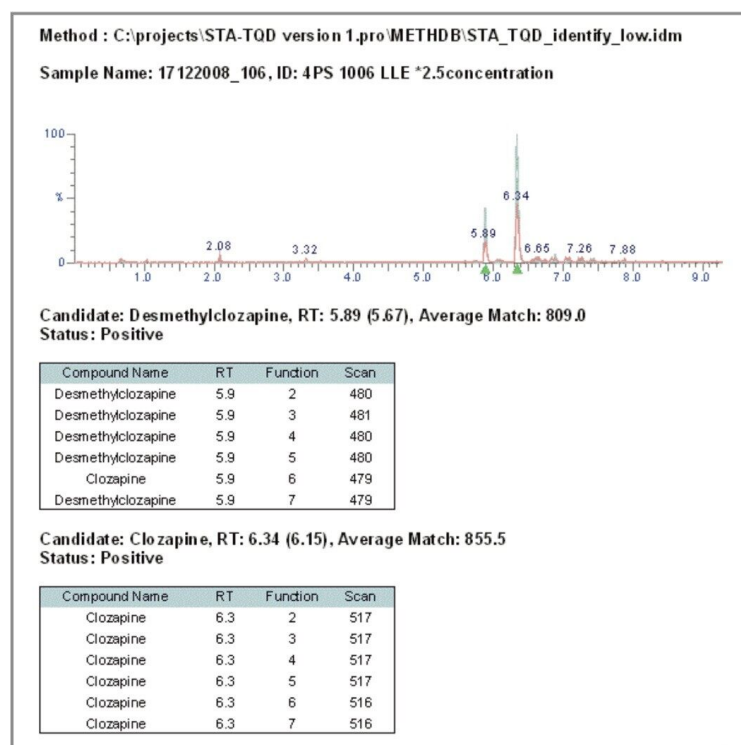 Method : C:\projects\STA-TQD version 1.pro\METHDB\STA_TQD_identify_low.idm
Sample Name: 17122008_106, ID: 4PS 1006 LLE *2.5concentration
100
%
0
2.08
3.32
5.89
6.34
6.65
7.26
7.88
1.0 2.0 3.0 4.0 5.0 6.0 7.0 8.0 9.0
Candidate: Desmethylclozapine, RT: 5.89 (5.67), Average Match: 809.0
Status: Positive
Compound Name RT Function Scan
Desmethylclozapine 5.9 2 480
Desmethylclozapine 5.9 3 481
Desmethylclozapine 5.9 4 480
Desmethylclozapine 5.9 5 480
Clozapine 5.9 6 479
Desmethylclozapine 5.9 7 479
Candidate: Clozapine, RT: 6.34 (6.15), Average Match: 855.5
Status: Positive
Compound Name RT Function Scan
Clozapine 6.3 2 517
Clozapine 6.3 3 517
Clozapine 6.3 4 517
Clozapine 6.3 5 517
Clozapine 6.3 6 516
Clozapine 6.3 7 516